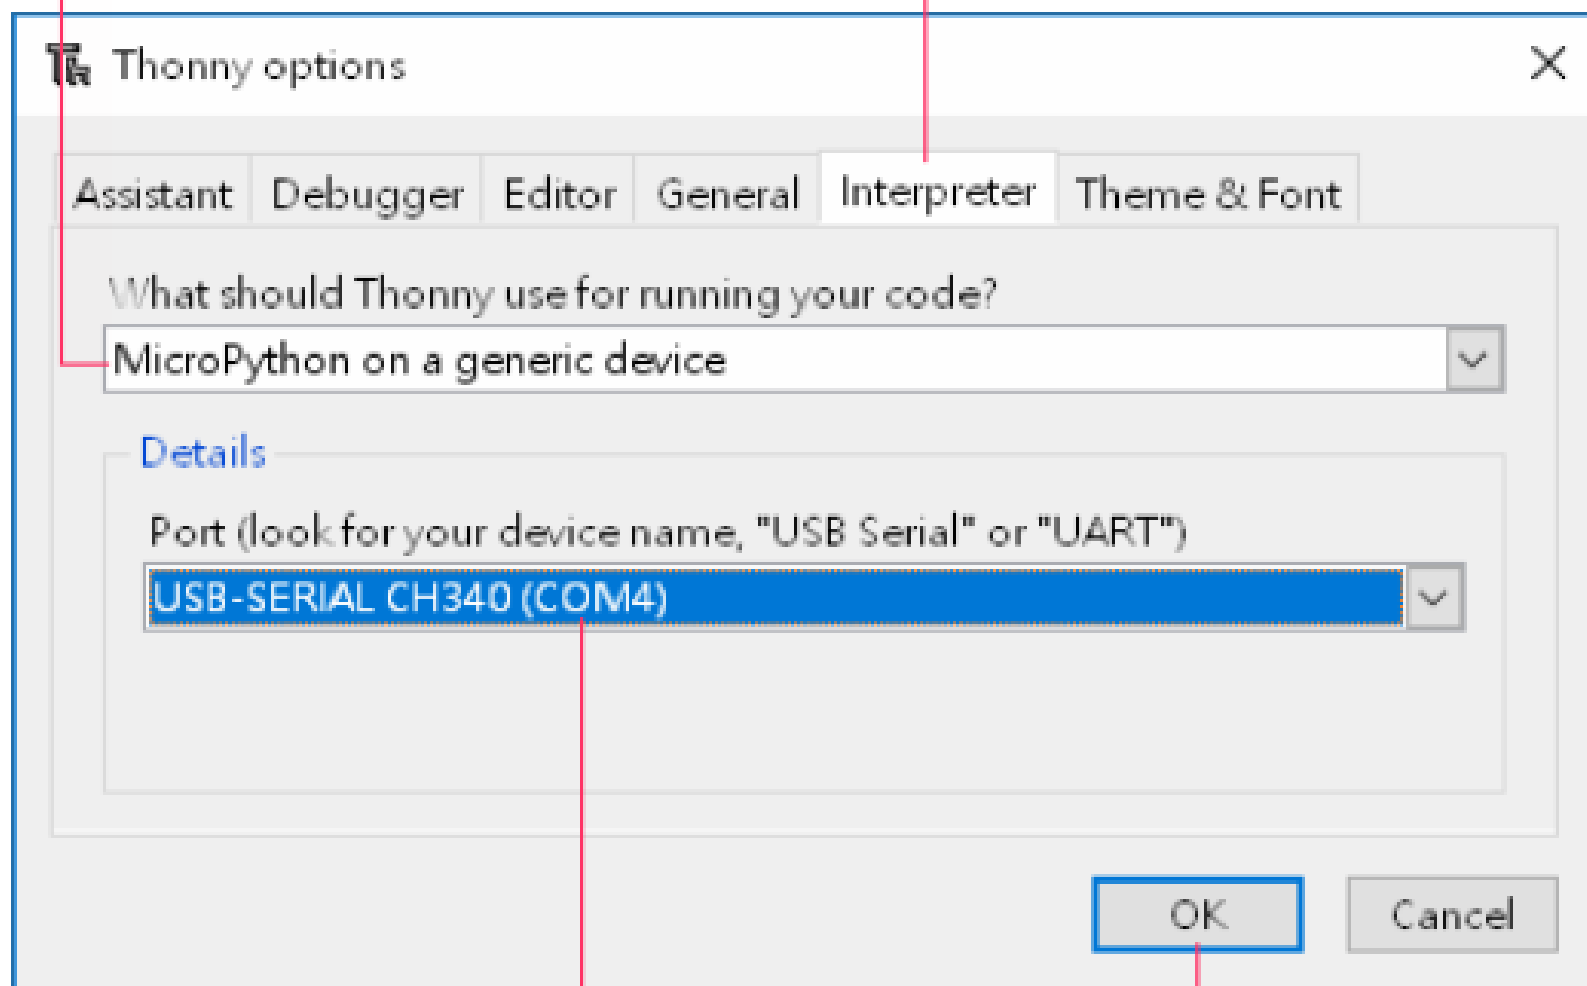 Thonny options
Assistant Debugger Editor General Interpreter Theme & Font
What should Thonny use for running your code?
MicroPython on a generic device
Details
Port (look for your device name, "USB Serial" or "UART")
USB-SERIAL CH340 (COM4)
OK Cancel